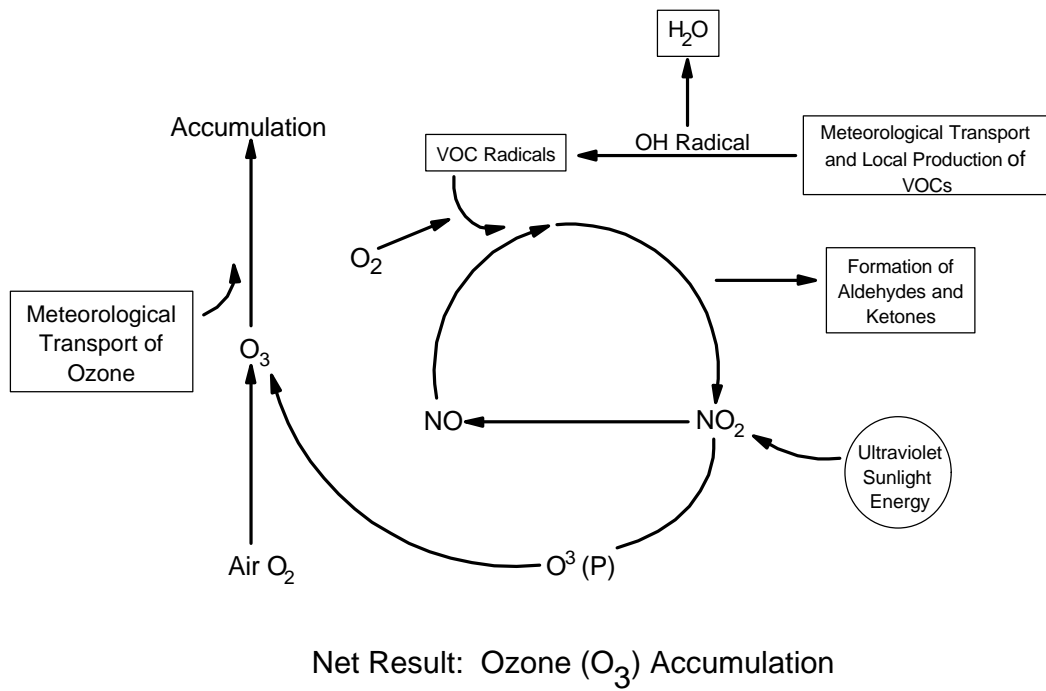 H₂O
Accumulation
OH Radical
Meteorological Transport
and Local Production of
VOCs
VOC Radicals
O₂
Formation of
Aldehydes and
Ketones
Meteorological
Transport of
Ozone
O₃
NO
NO₂
Ultraviolet
Sunlight
Energy
Air O₂
O³ (P)
Net Result: Ozone (O₃) Accumulation